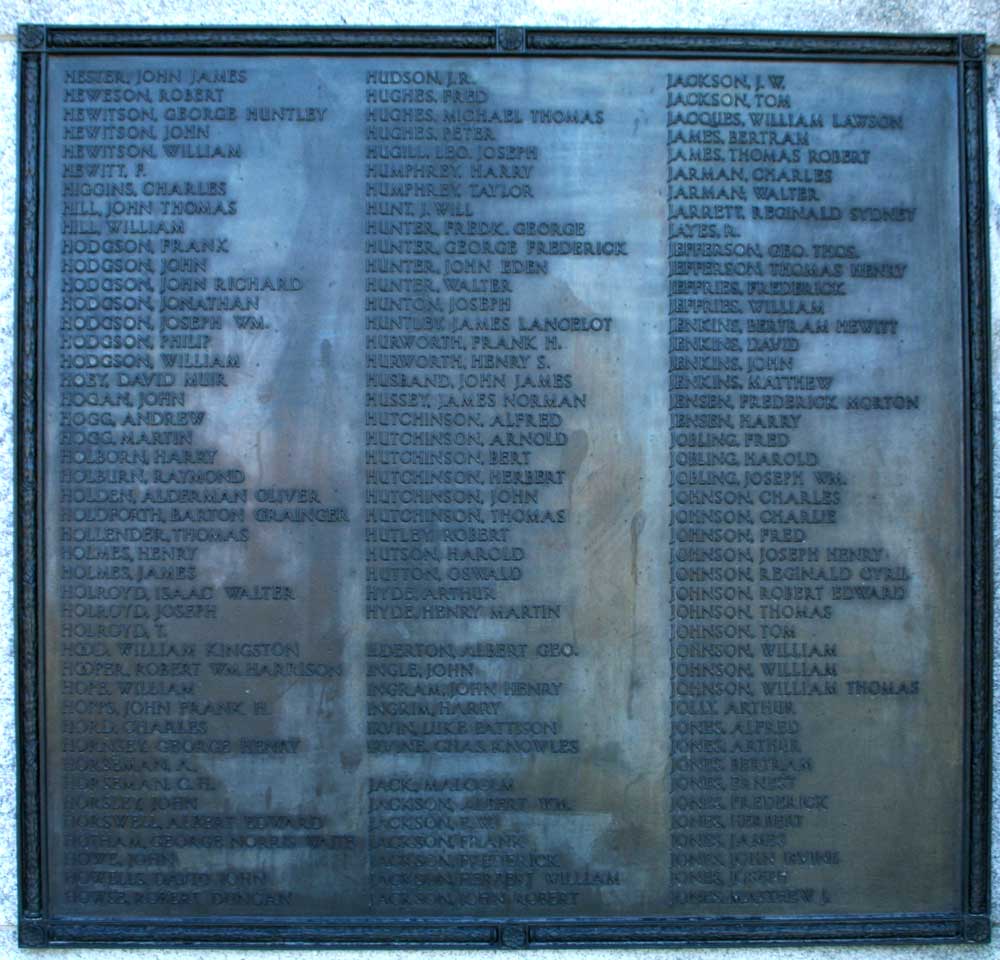 HESTER, JOHN JAMES
HEWESON, ROBERT
HEWITSON, GEORGE HUNTLEY
HEWITSON, JOHN
HEWITSON, WILLIAM
HEWITT, F.
HIGGINS, CHARLES
HILL, JOHN THOMAS
HILL, WILLIAM
HODGSON, FRANK
HODGSON, JOHN
HODGSON, JOHN RICHARD
HODGSON, JONATHAN
HODGSON, JOSEPH WM.
HODGSON, PHILIP
HODGSON, WILLIAM
HOEY, DAVID MUIR
HOGAN, JOHN
HOGG, ANDREW
HOGG, MARTIN
HOLBORN, HARRY
HOLBURN, RAYMOND
HOLDEN, ALDERMAN OLIVER
HOLDFORTH, BARTON GRAINGER
HOLLENDER, THOMAS
HOLMES, HENRY
HOLMES, JAMES
HOLROYD, ISAAC WALTER
HOLROYD, JOSEPH
HOLROYD, T.
HOOD, WILLIAM KINGSTON
HOOPER, ROBERT WM. HARRISON
HOPE, WILLIAM
HOPPS, JOHN FRANK H.
HORD, CHARLES
HORNSEY, GEORGE HENRY
HORSEMAN, A.
HORSEMAN, G. H.
HORSLEY, JOHN
HORSWELL, ALBERT EDWARD
HOTHAM, GEORGE NORRIS WAITE
HOWE, JOHN
HOWELLS, DAVID JOHN
HOWSE, ROBERT DUNCAN
HUDSON, J.R.
HUGHES, FRED
HUGHES, MICHAEL THOMAS
HUGHES, PETER
HUGILL, LEO. JOSEPH
HUMPHREY, HARRY
HUMPHREY, TAYLOR
HUNT, J. WILL
HUNTER, FREDK. GEORGE
HUNTER, GEORGE FREDERICK
HUNTER, JOHN EDEN
HUNTER, WALTER
HUNTON, JOSEPH
HUNTLEY, JAMES LANCELOT
HURWORTH, FRANK H.
HURWORTH, HENRY S.
HUSBAND, JOHN JAMES
HUSSEY, JAMES NORMAN
HUTCHINSON, ALFRED
HUTCHINSON, ARNOLD
HUTCHINSON, BERT
HUTCHINSON, HERBERT
HUTCHINSON, JOHN
HUTCHINSON, THOMAS
HUTLEY, ROBERT
HUTSON, HAROLD
HUTTON, OSWALD
HYDE, ARTHUR
HYDE, HENRY MARTIN
ILDERTON, ALBERT GEO.
INGLE, JOHN
INGRAM, JOHN HENRY
INGRIM, HARRY
IRVIN, LUKE PATTISON
IRVINE, CHAS. KNOWLES
JACK, MALCOLM
JACKSON, ALBERT WM.
JACKSON, E.W.
JACKSON, FRANK
JACKSON, FREDERICK
JACKSON, HERBERT WILLIAM
JACKSON, JOHN ROBERT
JACKSON, J. W.
JACKSON, TOM
JACQUES, WILLIAM LAWSON
JAMES, BERTRAM
JAMES, THOMAS ROBERT
JARMAN, CHARLES
JARMAN, WALTER
JARRETT, REGINALD SYDNEY
JAYES, R.
JEFFERSON, GEO. THOS.
JEFFERSON, THOMAS HENRY
JEFFRIES, FREDERICK
JEFFRIES, WILLIAM
JENKINS, BERTRAM HEWITT
JENKINS, DAVID
JENKINS, JOHN
JENKINS, MATTHEW
JENSEN, FREDERICK MORTON
JENSEN, HARRY
JOBLING, FRED
JOBLING, HAROLD
JOBLING, JOSEPH WM.
JOHNSON, CHARLES
JOHNSON, CHARLIE
JOHNSON, FRED
JOHNSON, JOSEPH HENRY
JOHNSON, REGINALD CYRIL
JOHNSON, ROBERT EDWARD
JOHNSON, THOMAS
JOHNSON, TOM
JOHNSON, WILLIAM
JOHNSON, WILLIAM
JOHNSON, WILLIAM THOMAS
JOLLY, ARTHUR
JONES, ALFRED
JONES, ARTHUR
JONES, BERTRAM
JONES, ERNEST
JONES, FREDERICK
JONES, HERBERT
JONES, JAMES
JONES, JOHN IRVINE
JONES, JOSEPH
JONES, MATTHEW J.